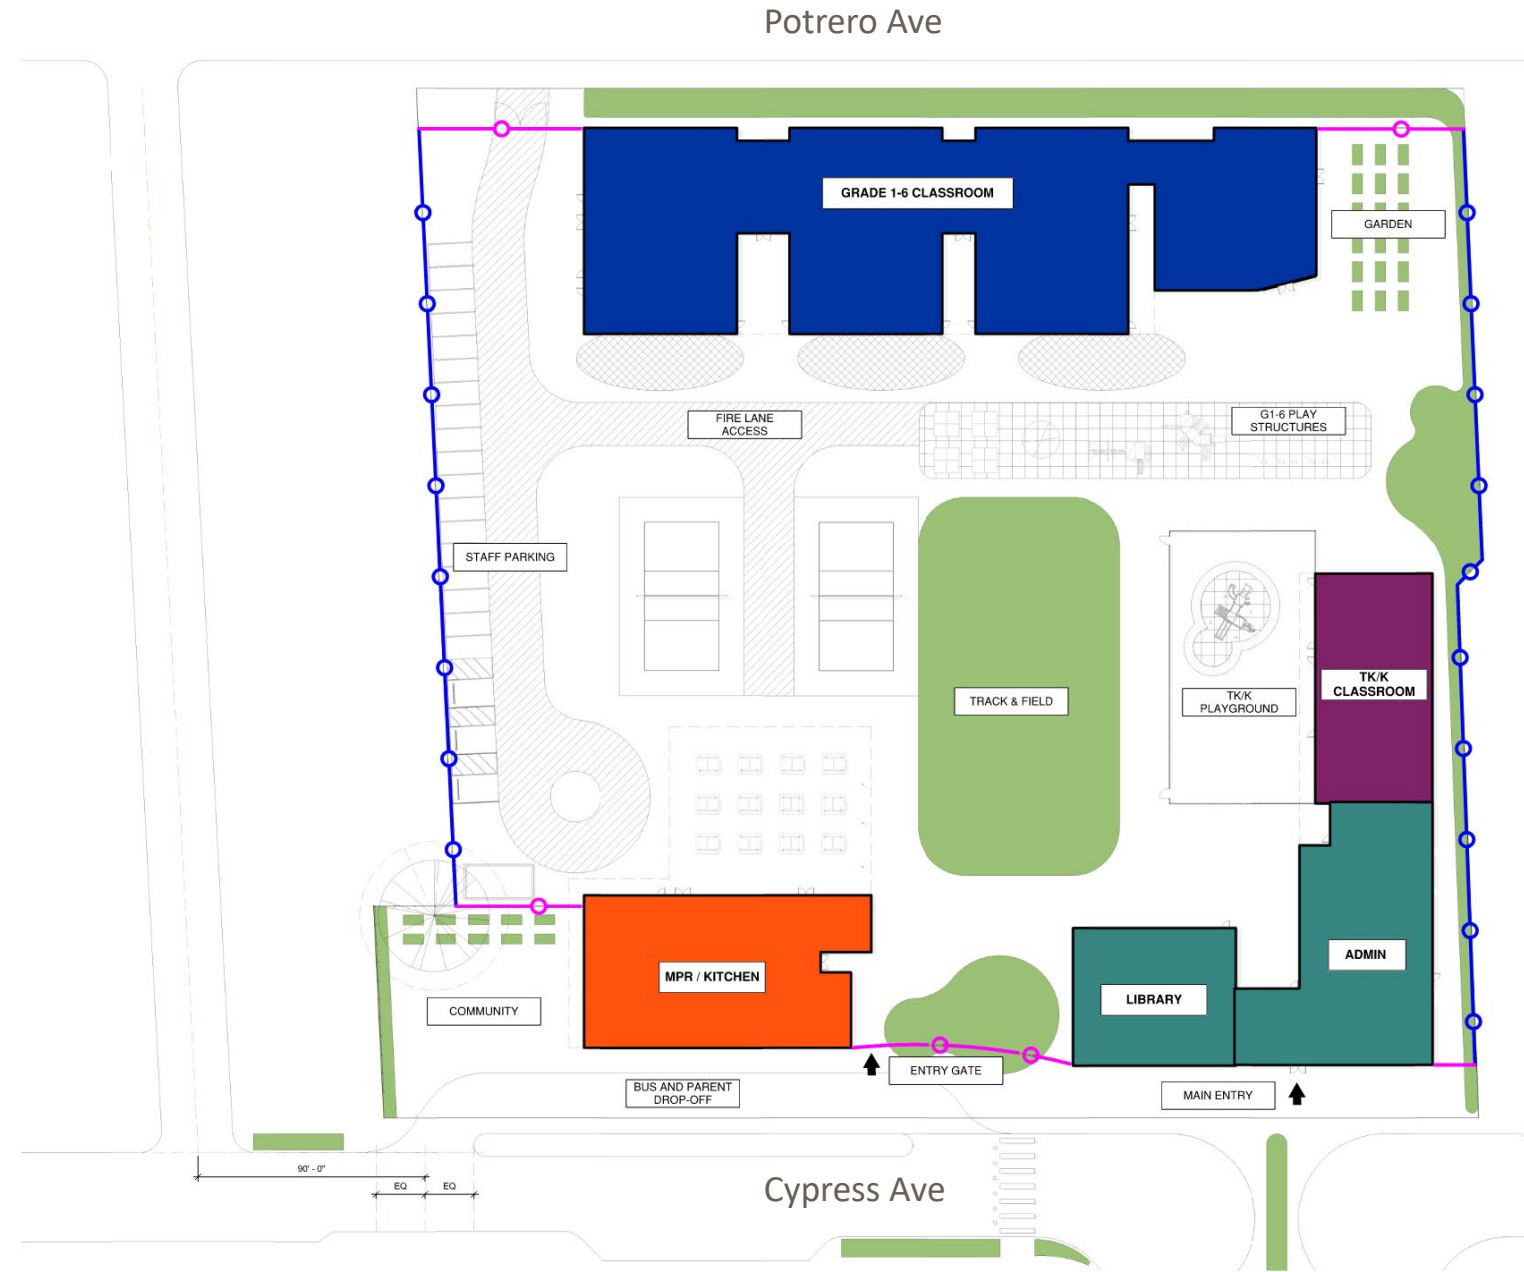 Potrero Ave
GRADE 1-6 CLASSROOM
GARDEN
FIRE LANE
ACCESS
G1-6 PLAY
STRUCTURES
STAFF PARKING
TRACK & FIELD
TK/K
PLAYGROUND
TK/K
CLASSROOM
MPR / KITCHEN
LIBRARY
ADMIN
COMMUNITY
ENTRY GATE
BUS AND PARENT
DROP-OFF
MAIN ENTRY
90' - 0"
EQ
EQ
Cypress Ave